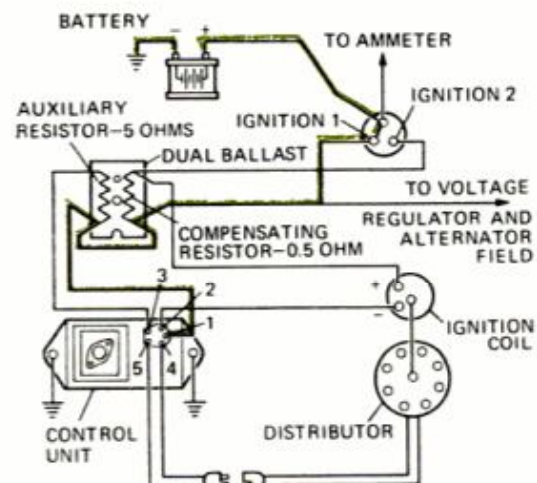 BATTERY
- +
TO AMMETER
IGNITION 1
IGNITION 2
AUXILIARY
RESISTOR-5 OHMS
DUAL BALLAST
TO VOLTAGE
REGULATOR AND
ALTERNATOR
FIELD
COMPENSATING
RESISTOR-0.5 OHM
3
2
1
5
4
+
-
IGNITION
COIL
CONTROL
UNIT
DISTRIBUTOR